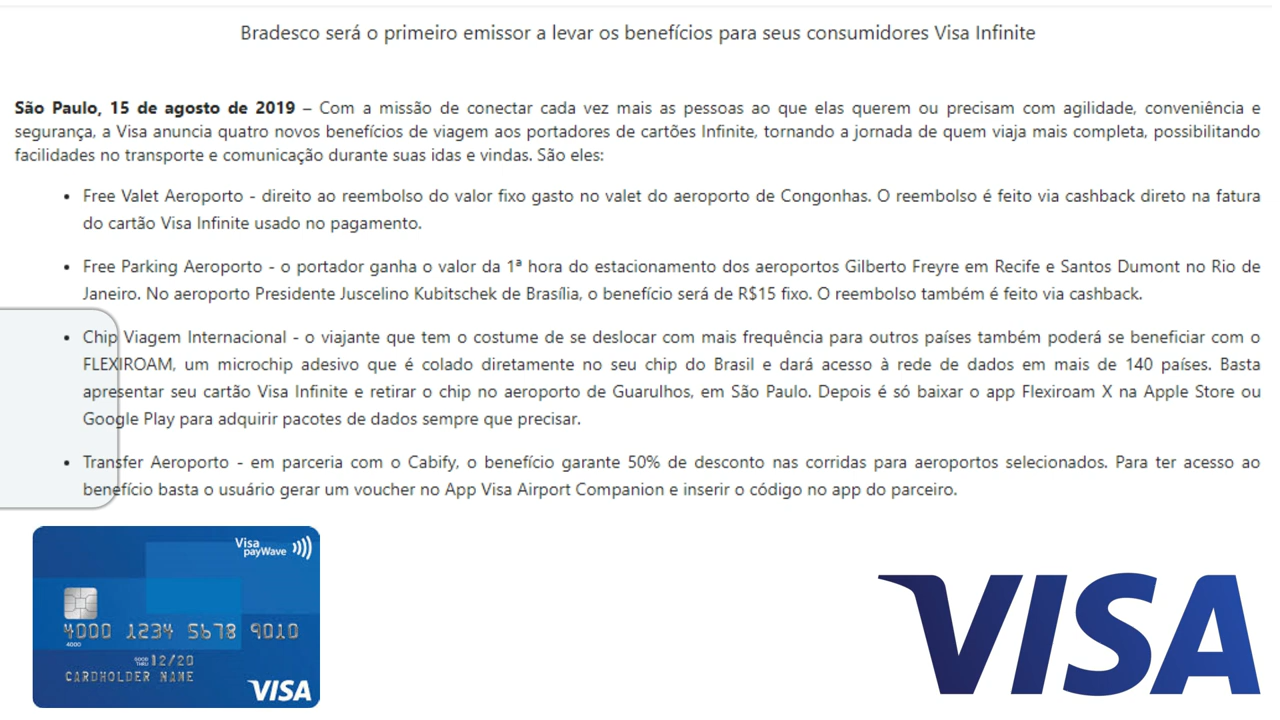 Bradesco será o primeiro emissor a levar os benefícios para seus consumidores Visa Infinite
São Paulo, 15 de agosto de 2019 – Com a missão de conectar cada vez mais as pessoas ao que elas querem ou precisam com agilidade, conveniência e
segurança, a Visa anuncia quatro novos benefícios de viagem aos portadores de cartões Infinite, tornando a jornada de quem viaja mais completa, possibilitando
facilidades no transporte e comunicação durante suas idas e vindas. São eles:
• Free Valet Aeroporto - direito ao reembolso do valor fixo gasto no valet do aeroporto de Congonhas. O reembolso é feito via cashback direto na fatura
do cartão Visa Infinite usado no pagamento.
• Free Parking Aeroporto - o portador ganha o valor da 1ª hora do estacionamento dos aeroportos Gilberto Freyre em Recife e Santos Dumont no Rio de
Janeiro. No aeroporto Presidente Juscelino Kubitschek de Brasília, o benefício será de R$15 fixo. O reembolso também é feito via cashback.
• Chip Viagem Internacional - o viajante que tem o costume de se deslocar com mais frequência para outros países também poderá se beneficiar com o
FLEXIROAM, um microchip adesivo que é colado diretamente no seu chip do Brasil e dará acesso à rede de dados em mais de 140 países. Basta
apresentar seu cartão Visa Infinite e retirar o chip no aeroporto de Guarulhos, em São Paulo. Depois é só baixar o app Flexiroam X na Apple Store ou
Google Play para adquirir pacotes de dados sempre que precisar.
• Transfer Aeroporto - em parceria com o Cabify, o benefício garante 50% de desconto nas corridas para aeroportos selecionados. Para ter acesso ao
benefício basta o usuário gerar um voucher no App Visa Airport Companion e inserir o código no app do parceiro.
Visa
payWave
4000 1234 5678 9010
4000
GOOD
THRU 12/20
CARDHOLDER NAME
VISA
VISA